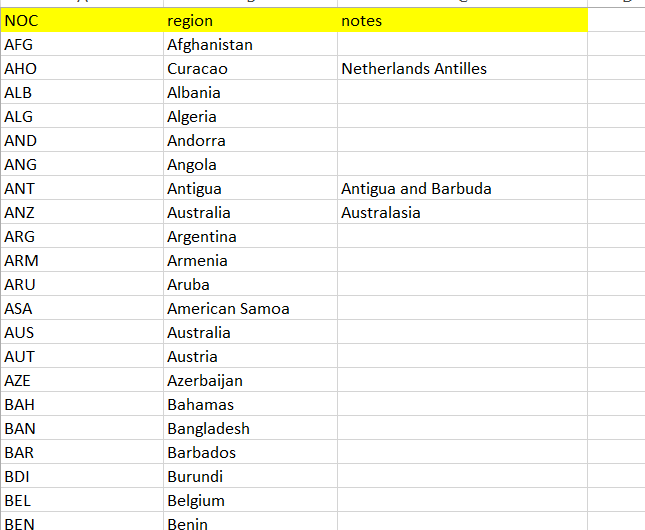 NOC region notes
AFG Afghanistan
AHO Curacao Netherlands Antilles
ALB Albania
ALG Algeria
AND Andorra
ANG Angola
ANT Antigua Antigua and Barbuda
ANZ Australia Australasia
ARG Argentina
ARM Armenia
ARU Aruba
ASA American Samoa
AUS Australia
AUT Austria
AZE Azerbaijan
BAH Bahamas
BAN Bangladesh
BAR Barbados
BDI Burundi
BEL Belgium
BEN Benin